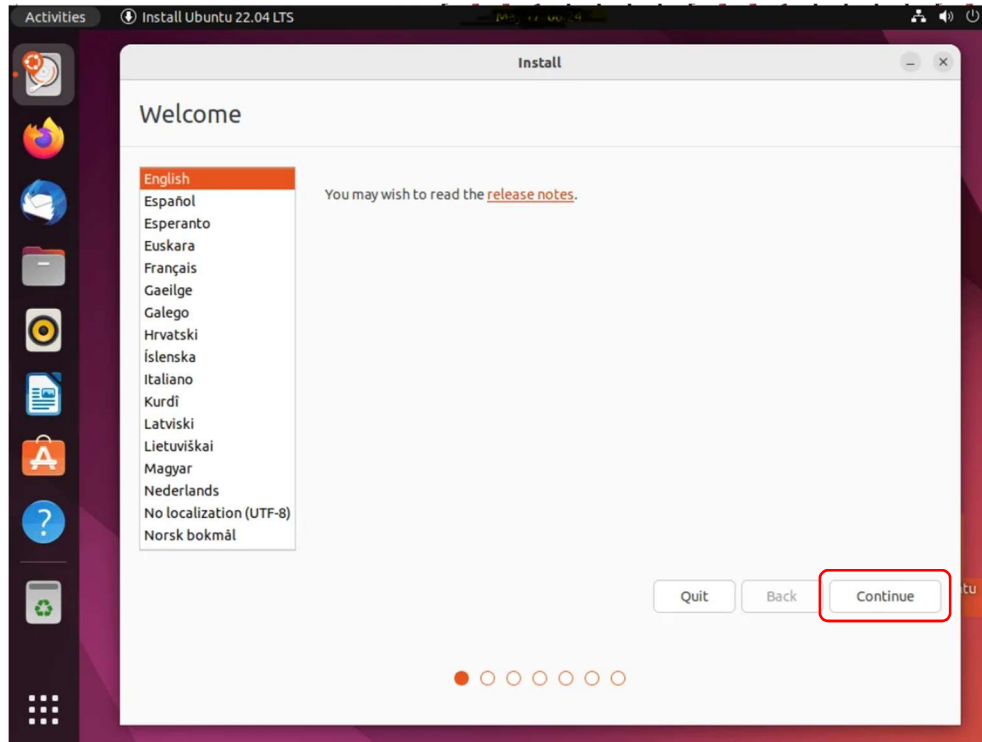 Activities Install Ubuntu 22.04 LTS
Install
Welcome
English
Español
Esperanto
Euskara
Français
Gaeilge
Galego
Hrvatski
Íslenska
Italiano
Kurdî
Latviski
Lietuviškai
Magyar
Nederlands
No localization (UTF-8)
Norsk bokmål
You may wish to read the release notes.
Quit Back Continue
tu